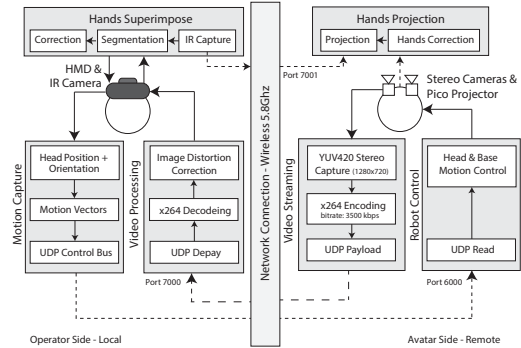 Hands Superimpose
Correction
Segmentation
IR Capture
HMD &
IR Camera
Motion Capture
Head Position +
Orientation
Motion Vectors
UDP Control Bus
Video Processing
Image Distortion
Correction
x264 Decodeing
UDP Depay
Port 7000
Operator Side - Local
Network Connection - Wireless 5.8Ghz
Hands Projection
Projection
Hands Correction
Port 7001
Stereo Cameras &
Pico Projector
Video Streaming
YUV420 Stereo
Capture (1280x720)
x264 Encoding
bitrate: 3500 kbps
UDP Payload
Robot Control
Head & Base
Motion Control
UDP Read
Port 6000
Avatar Side - Remote